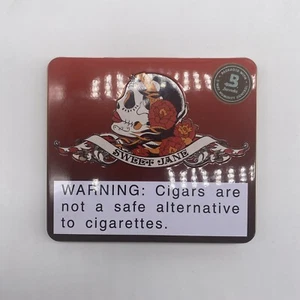 SWEET JANE
WARNING: Cigars are
not a safe alternative
to cigarettes.